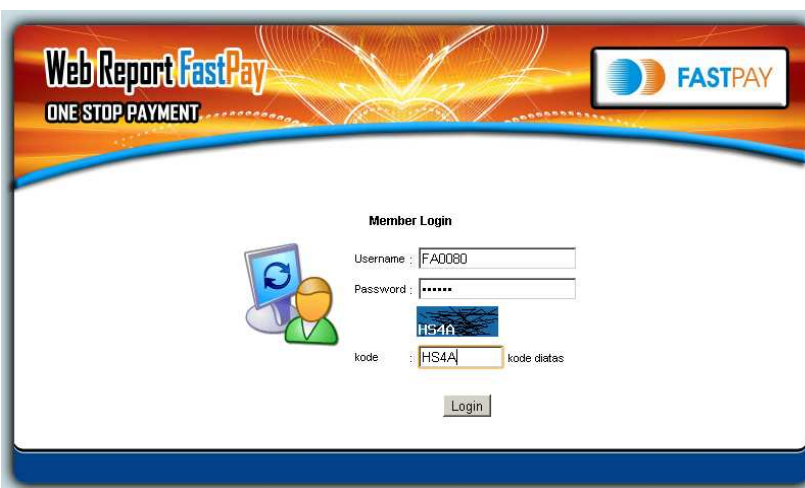 Web Report FastPay
ONE STOP PAYMENT
FASTPAY
Member Login
Username : FA0080
Password : ••••••
HS4A
kode : HS4A kode diatas
Login